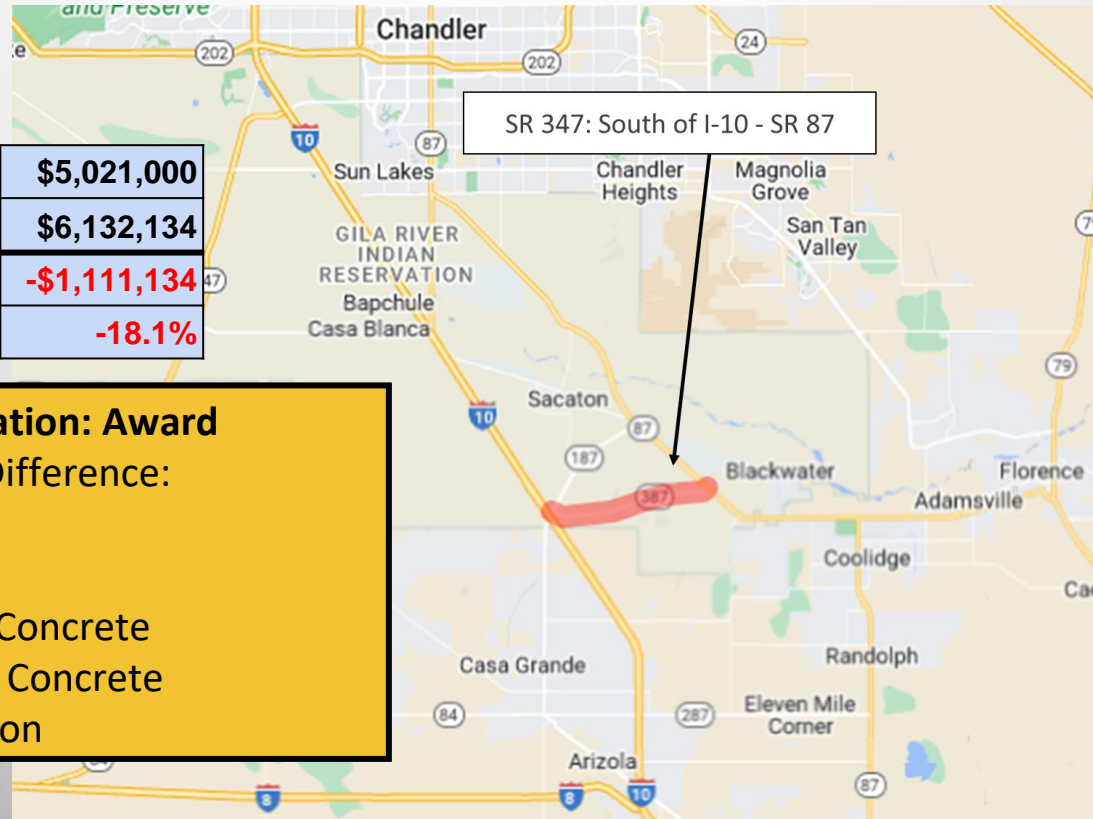 and Preserve
Chandler
202
202
24
SR 347: South of I-10 - SR 87
10
87
$5,021,000
Sun Lakes
Chandler
Heights
Magnolia
Grove
$6,132,134
San Tan
Valley
GILA RIVER
INDIAN
RESERVATION
-$1,111,134
47
Bapchule
Casa Blanca
-18.1%
79
ation: Award
Difference:
Sacaton
10
87
187
Blackwater
Florence
387
Adamsville
Coolidge
Concrete
Concrete
on
Casa Grande
Randolph
84
287
Eleven Mile
Corner
Arizola
8
8
10
87